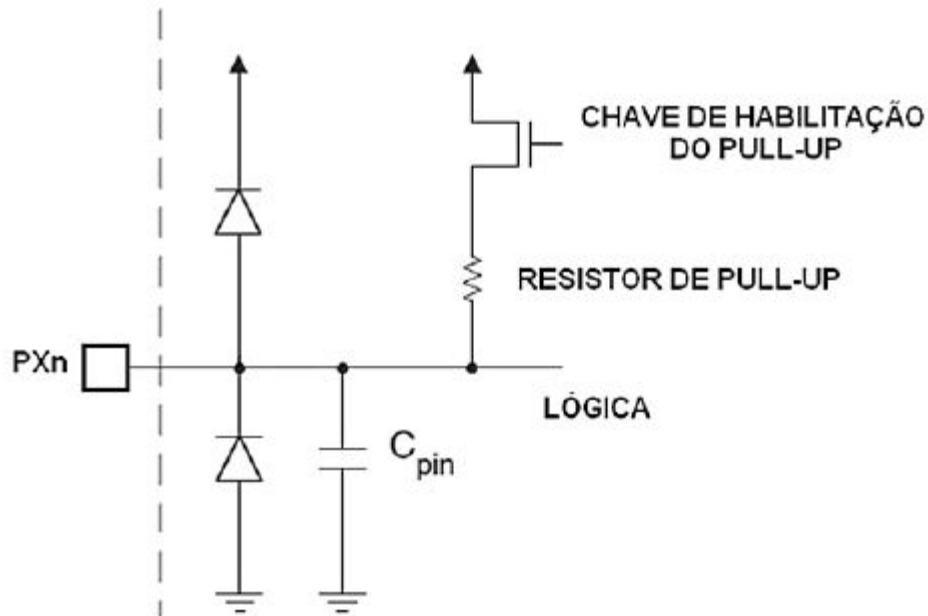 CHAVE DE HABILITAÇÃO
DO PULL-UP
RESISTOR DE PULL-UP
PXn
LÓGICA
Cpin